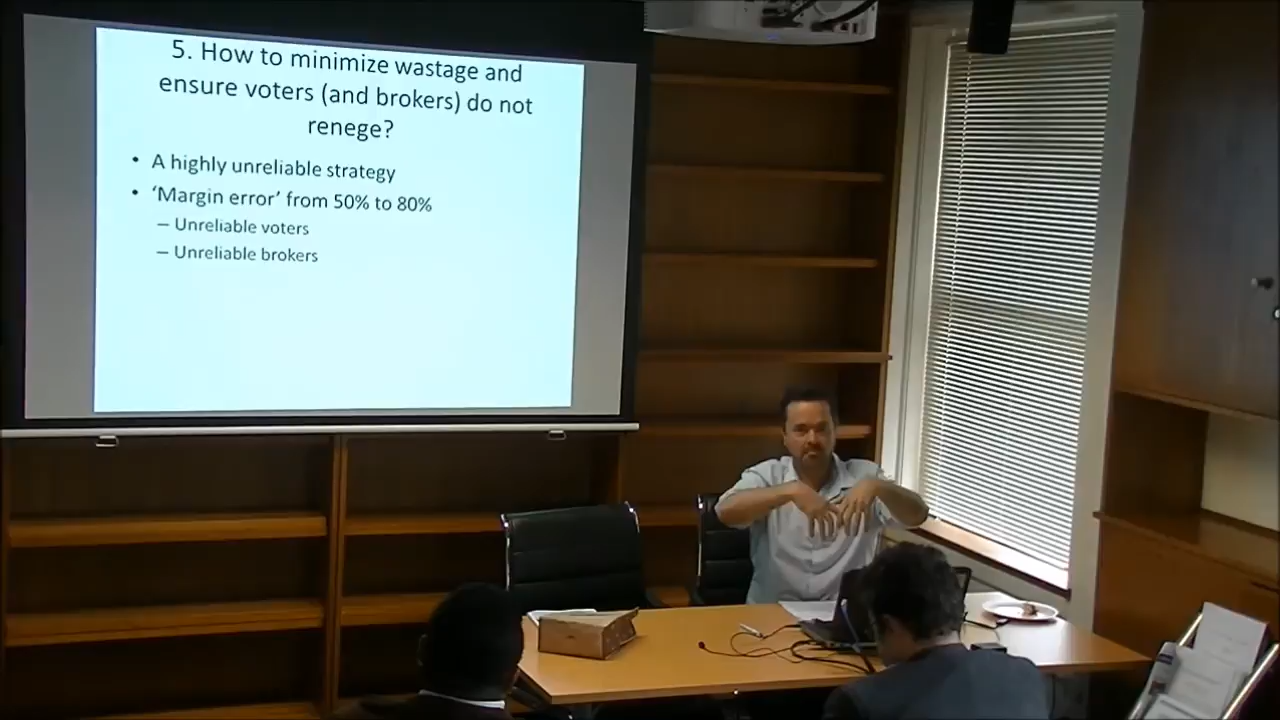 5. How to minimize wastage and
ensure voters (and brokers) do not
renege?
• A highly unreliable strategy
• ‘Margin error’ from 50% to 80%
– Unreliable voters
– Unreliable brokers